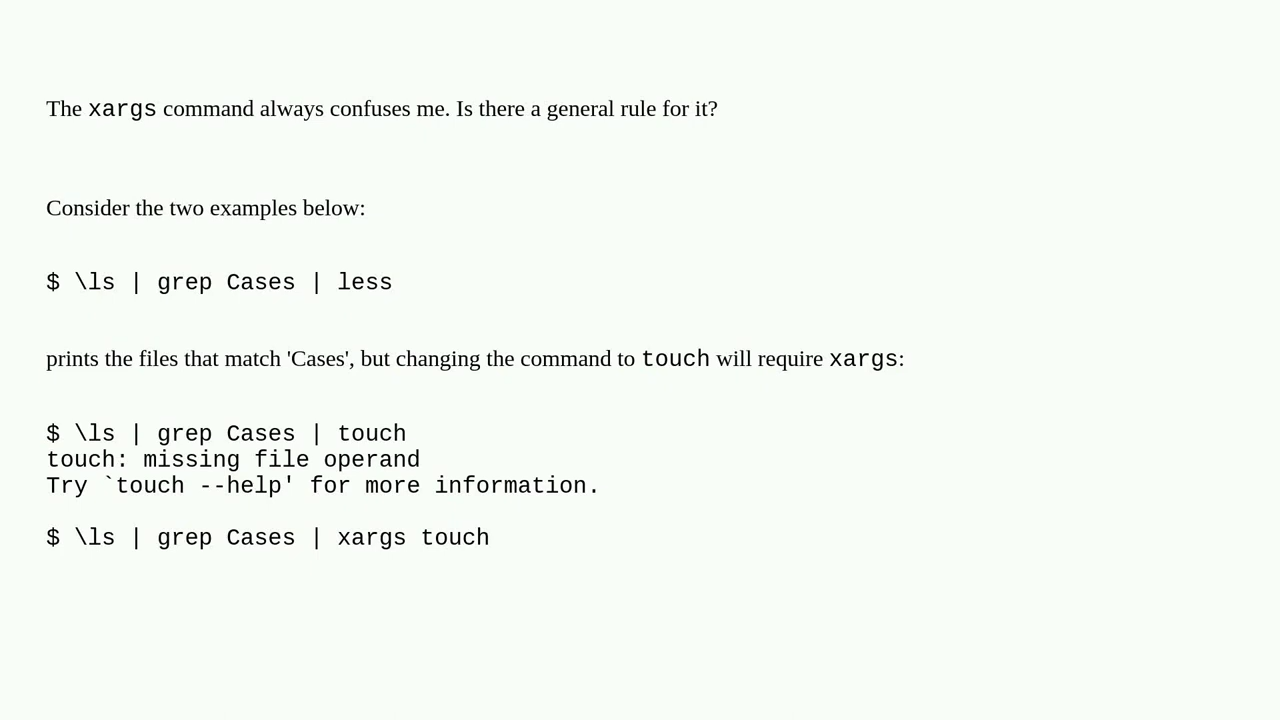 The xargs command always confuses me. Is there a general rule for it?
Consider the two examples below:
$ \ls | grep Cases | less
prints the files that match 'Cases', but changing the command to touch will require xargs:
$ \ls | grep Cases | touch
touch: missing file operand
Try `touch --help' for more information.
$ \ls | grep Cases | xargs touch